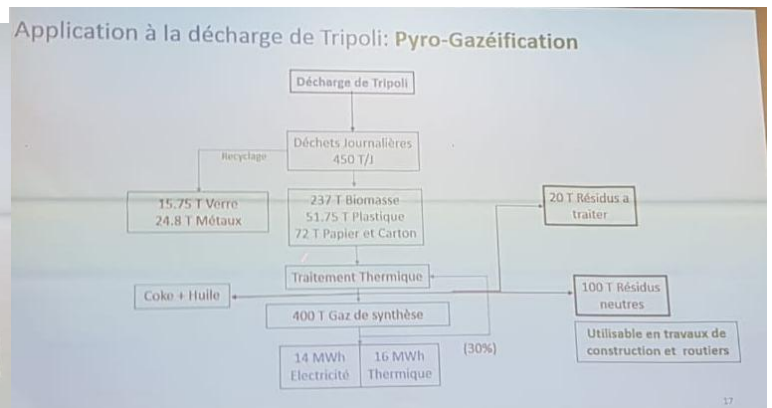 Application à la décharge de Tripoli: Pyro-Gazéification
Décharge de Tripoli
Déchets Journalières
450 T/J
Recyclage
15.75 T Verre
24.8 T Métaux
237 T Biomasse
51.75 T Plastique
72 T Papier et Carton
20 T Résidus a
traiter
Traitement Thermique
Coke + Huile
100 T Résidus
neutres
400 T Gaz de synthèse
Utilisable en travaux de
construction et routiers
(30%)
14 MWh
Electricité
16 MWh
Thermique
17